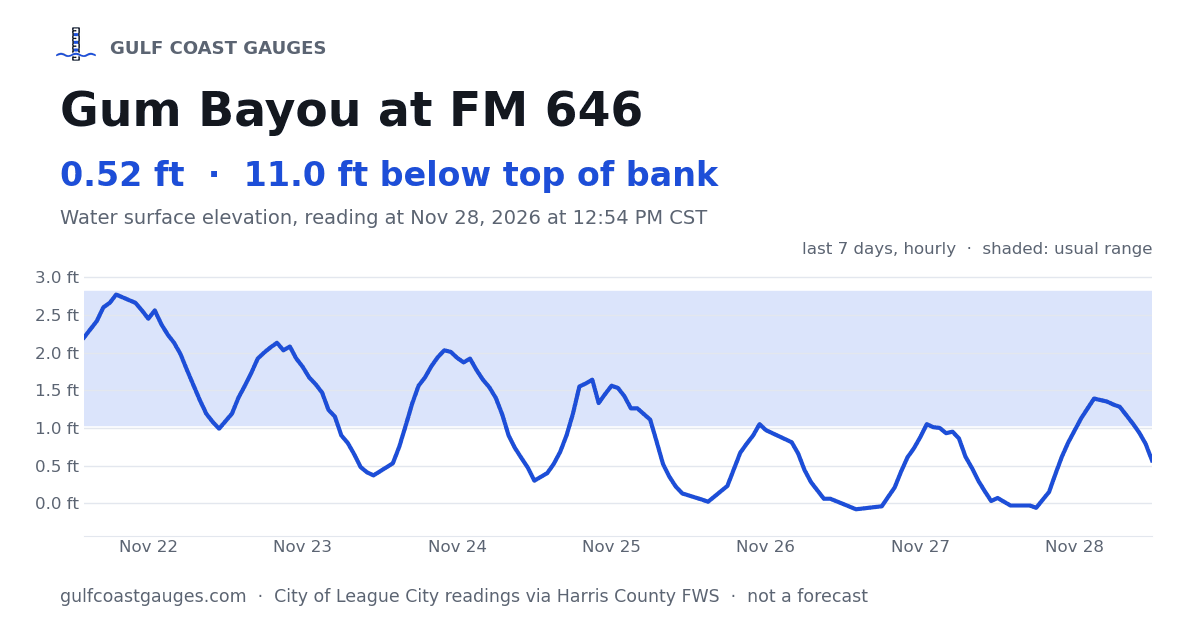 GULF COAST GAUGES
Gum Bayou at FM 646
0.52 ft · 11.0 ft below top of bank
Water surface elevation, reading at Nov 28, 2026 at 12:54 PM CST
last 7 days, hourly · shaded: usual range
3.0 ft
2.5 ft
2.0 ft
1.5 ft
1.0 ft
0.5 ft
0.0 ft
Nov 22 Nov 23 Nov 24 Nov 25 Nov 26 Nov 27 Nov 28
gulfcoastgauges.com · City of League City readings via Harris County FWS · not a forecast